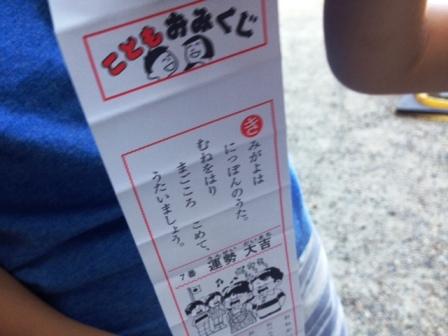 こどもおみくじ
きみがよは
にっぽんのうた。
むねをはり
まごころ こめて、
うたいましょう。
7番 運勢 大吉